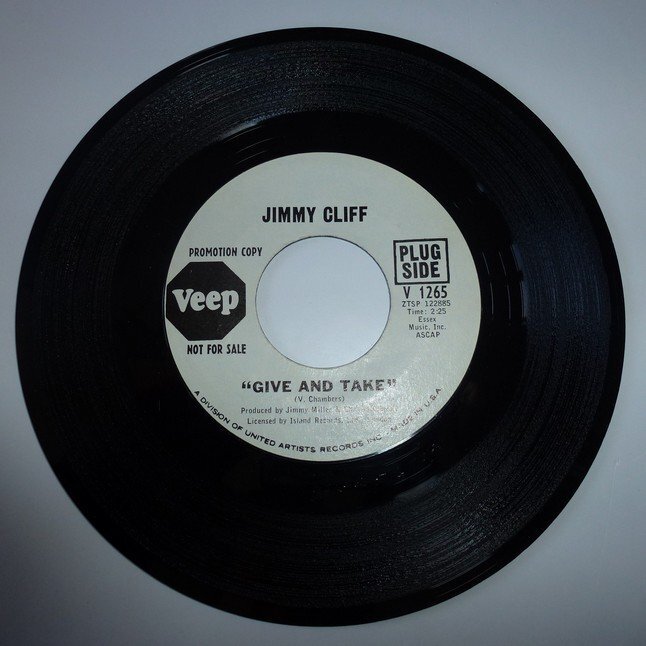 JIMMY CLIFF
PROMOTION COPY
Veep
NOT FOR SALE
PLUG
SIDE
V 1265
ZTSP 122885
Time: 2:25
Essex
Music, Inc.
ASCAP
"GIVE AND TAKE"
(V. Chambers)
Produced by Jimmy Miller &
Licensed by Island Records,
A DIVISION OF UNITED ARTISTS RECORDS INC. MADE IN U.S.A.